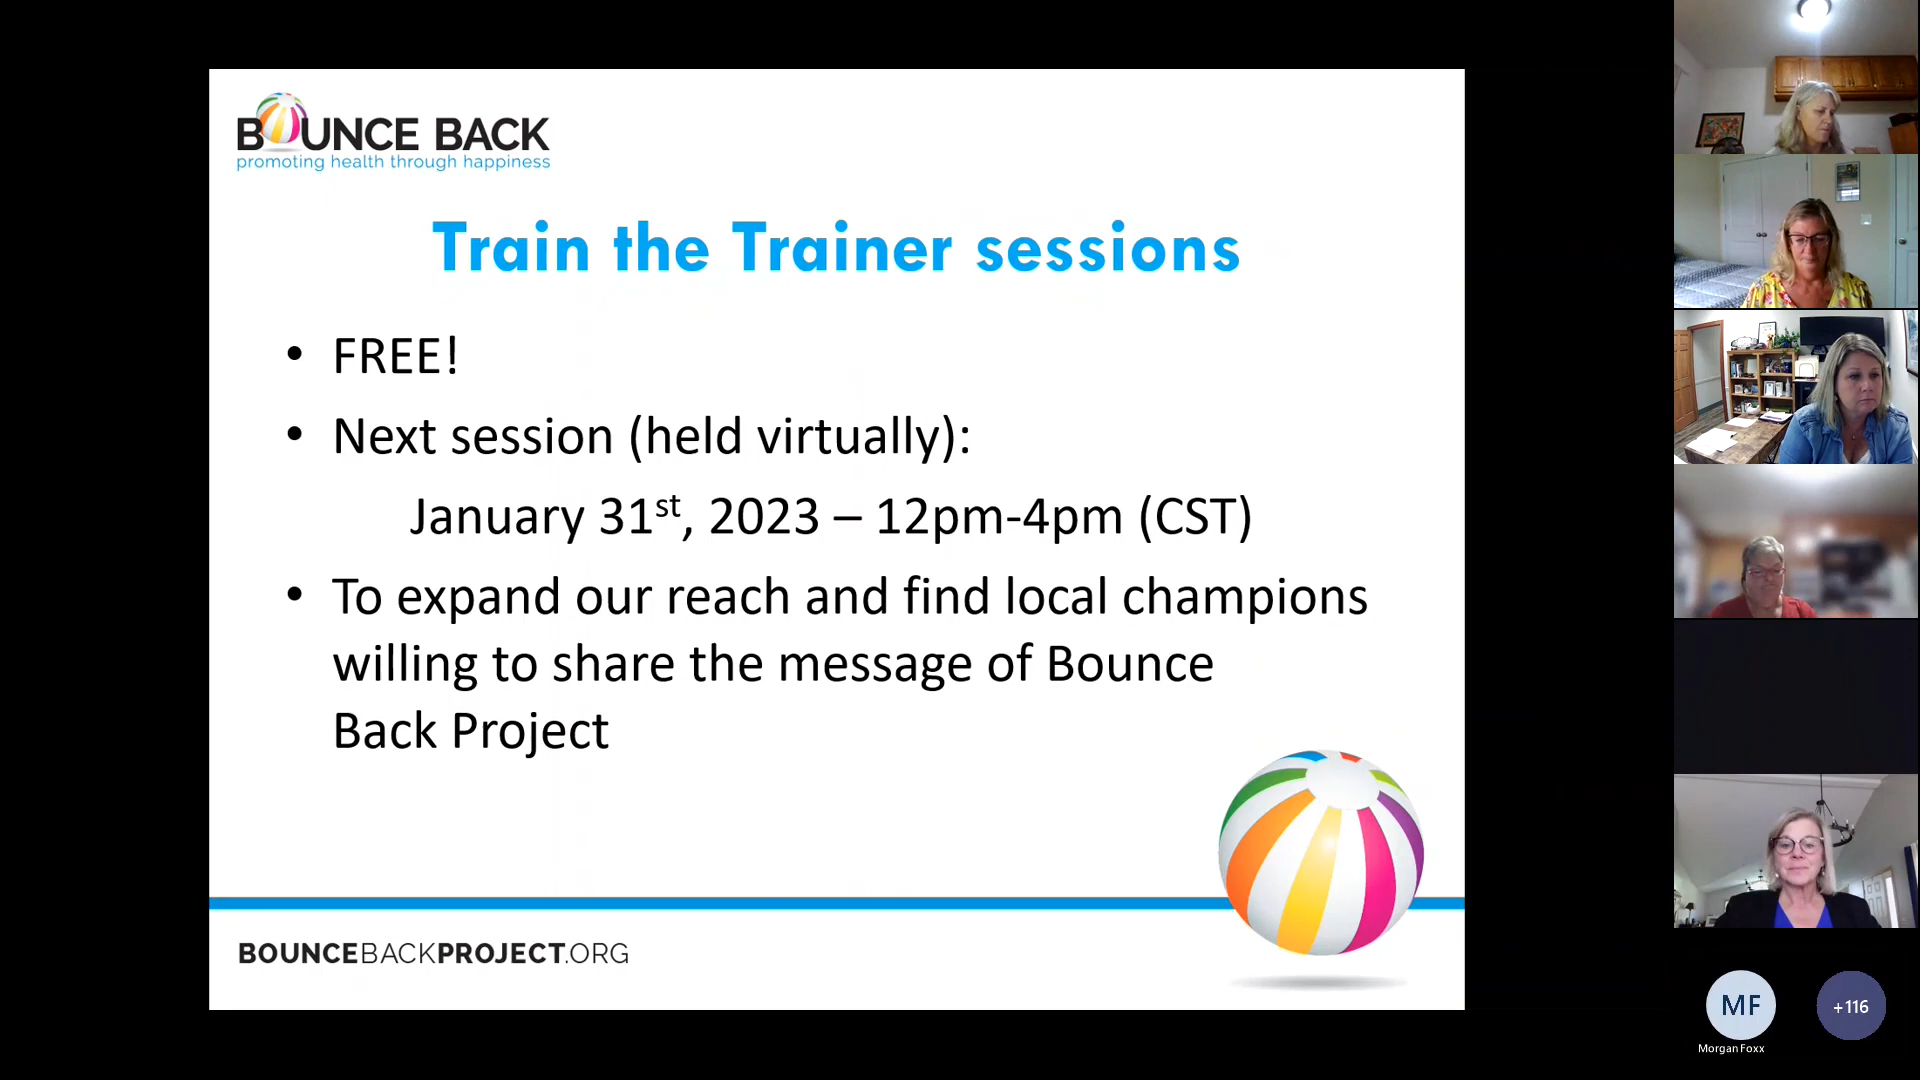 BOUNCE BACK
promoting health through happiness
Train the Trainer sessions
• FREE!
• Next session (held virtually):
January 31st, 2023 – 12pm-4pm (CST)
• To expand our reach and find local champions
willing to share the message of Bounce
Back Project
BOUNCEBACKPROJECT.ORG
MF
+116
Morgan Foxx